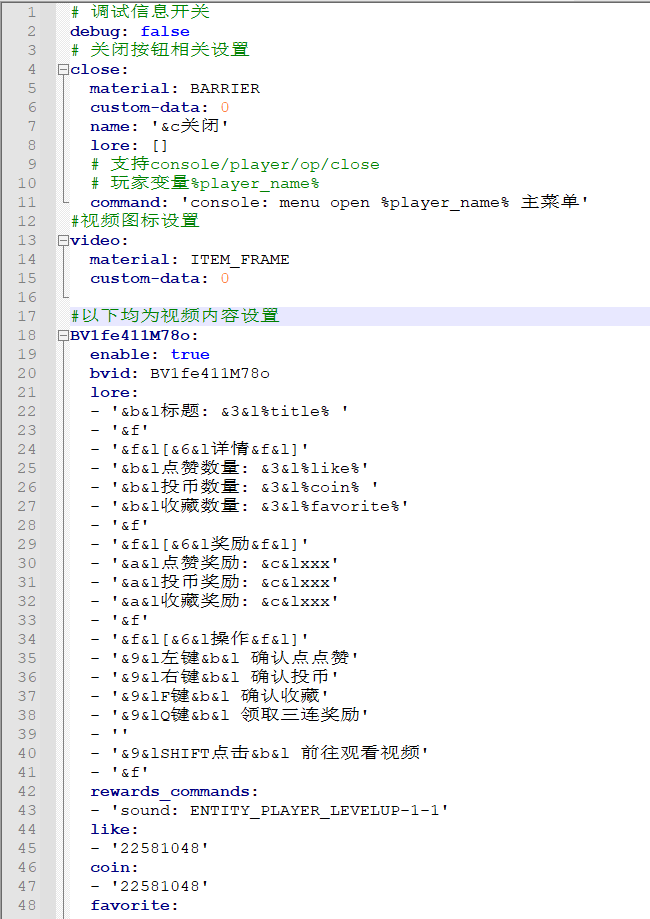 1 # 调试信息开关
2 debug: false
3 # 关闭按钮相关设置
4 close:
5 material: BARRIER
6 custom-data: 0
7 name: '&c关闭'
8 lore: []
9 # 支持console/player/op/close
10 # 玩家变量%player_name%
11 command: 'console: menu open %player_name% 主菜单'
12 #视频图标设置
13 video:
14 material: ITEM_FRAME
15 custom-data: 0
16
17 #以下均为视频内容设置
18 BV1fe411M78o:
19 enable: true
20 bvid: BV1fe411M78o
21 lore:
22 - '&b&l标题: &3&l%title% '
23 - '&f'
24 - '&f&l[&6&l详情&f&l]'
25 - '&b&l点赞数量: &3&l%like%'
26 - '&b&l投币数量: &3&l%coin% '
27 - '&b&l收藏数量: &3&l%favorite%'
28 - '&f'
29 - '&f&l[&6&l奖励&f&l]'
30 - '&a&l点赞奖励: &c&lxxx'
31 - '&a&l投币奖励: &c&lxxx'
32 - '&a&l收藏奖励: &c&lxxx'
33 - '&f'
34 - '&f&l[&6&l操作&f&l]'
35 - '&9&l左键&b&l 确认点点赞'
36 - '&9&l右键&b&l 确认投币'
37 - '&9&lF键&b&l 确认收藏'
38 - '&9&lQ键&b&l 领取三连奖励'
39 - ''
40 - '&9&lSHIFT点击&b&l 前往观看视频'
41 - '&f'
42 rewards_commands:
43 - 'sound: ENTITY_PLAYER_LEVELUP-1-1'
44 like:
45 - '22581048'
46 coin:
47 - '22581048'
48 favorite: